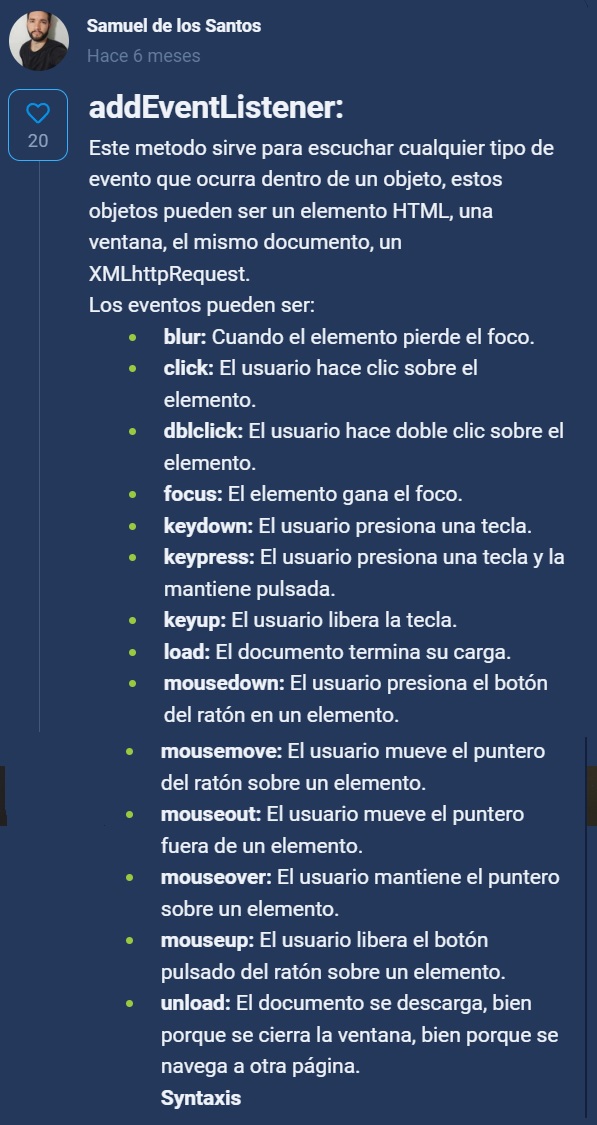 Samuel de los Santos
Hace 6 meses
20
addEventListener:
Este metodo sirve para escuchar cualquier tipo de
evento que ocurra dentro de un objeto, estos
objetos pueden ser un elemento HTML, una
ventana, el mismo documento, un
XMLhttpRequest.
Los eventos pueden ser:
blur: Cuando el elemento pierde el foco.
click: El usuario hace clic sobre el
elemento.
dblclick: El usuario hace doble clic sobre el
elemento.
focus: El elemento gana el foco.
keydown: El usuario presiona una tecla.
keypress: El usuario presiona una tecla y la
mantiene pulsada.
keyup: El usuario libera la tecla.
load: El documento termina su carga.
mousedown: El usuario presiona el botón
del ratón en un elemento.
mousemove: El usuario mueve el puntero
del ratón sobre un elemento.
mouseout: El usuario mueve el puntero
fuera de un elemento.
mouseover: El usuario mantiene el puntero
sobre un elemento.
mouseup: El usuario libera el botón
pulsado del ratón sobre un elemento.
unload: El documento se descarga, bien
porque se cierra la ventana, bien porque se
navega a otra página.
Syntaxis